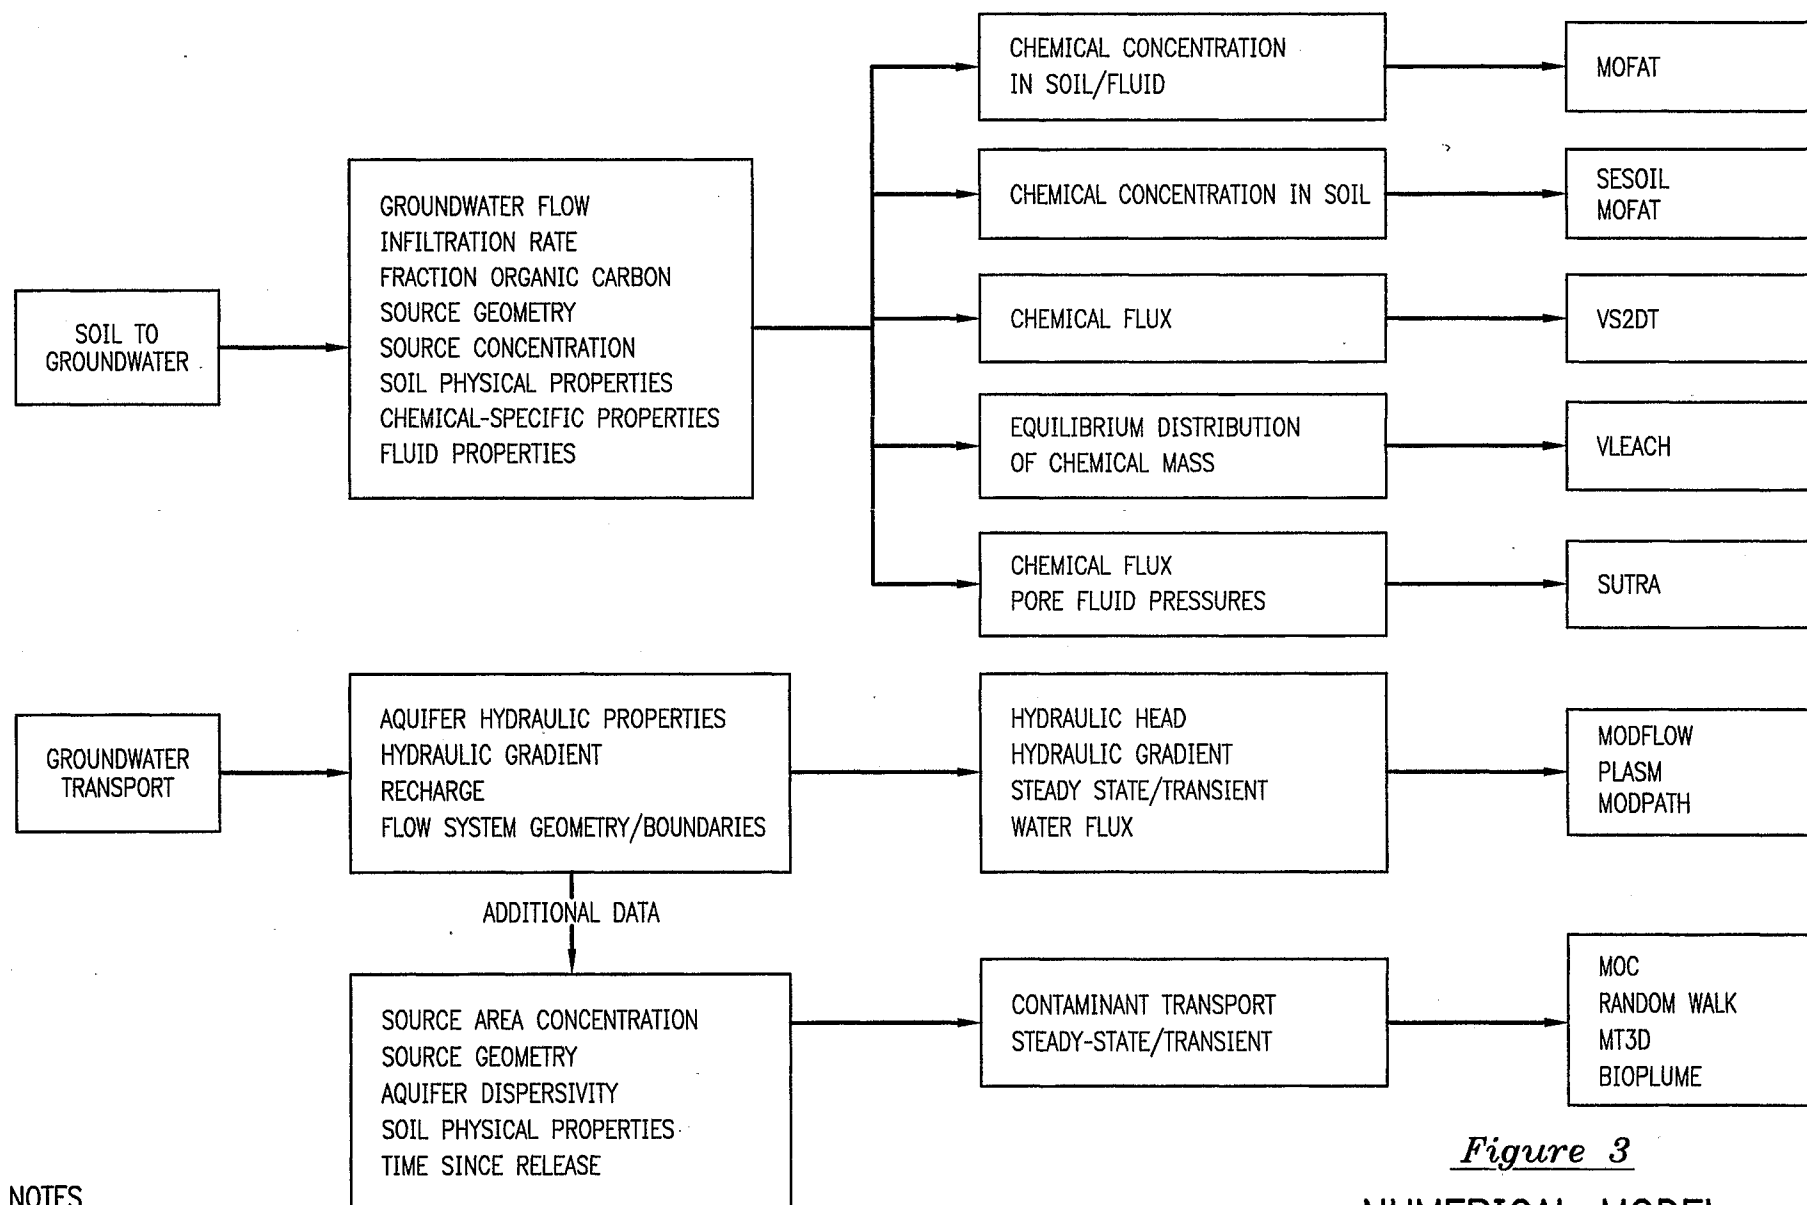 CHEMICAL CONCENTRATION
IN SOIL/FLUID
MOFAT
CHEMICAL CONCENTRATION IN SOIL
SESOIL
MOFAT
GROUNDWATER FLOW
INFILTRATION RATE
FRACTION ORGANIC CARBON
SOURCE GEOMETRY
SOURCE CONCENTRATION
SOIL PHYSICAL PROPERTIES
CHEMICAL-SPECIFIC PROPERTIES
FLUID PROPERTIES
SOIL TO
GROUNDWATER
CHEMICAL FLUX
VS2DT
EQUILIBRIUM DISTRIBUTION
OF CHEMICAL MASS
VLEACH
CHEMICAL FLUX
PORE FLUID PRESSURES
SUTRA
GROUNDWATER
TRANSPORT
AQUIFER HYDRAULIC PROPERTIES
HYDRAULIC GRADIENT
RECHARGE
FLOW SYSTEM GEOMETRY/BOUNDARIES
HYDRAULIC HEAD
HYDRAULIC GRADIENT
STEADY STATE/TRANSIENT
WATER FLUX
MODFLOW
PLASM
MODPATH
ADDITIONAL DATA
SOURCE AREA CONCENTRATION
SOURCE GEOMETRY
AQUIFER DISPERSIVITY
SOIL PHYSICAL PROPERTIES
TIME SINCE RELEASE
CONTAMINANT TRANSPORT
STEADY-STATE/TRANSIENT
MOC
RANDOM WALK
MT3D
BIOPLUME
Figure 3
NUMERICAL MODEL
NOTES